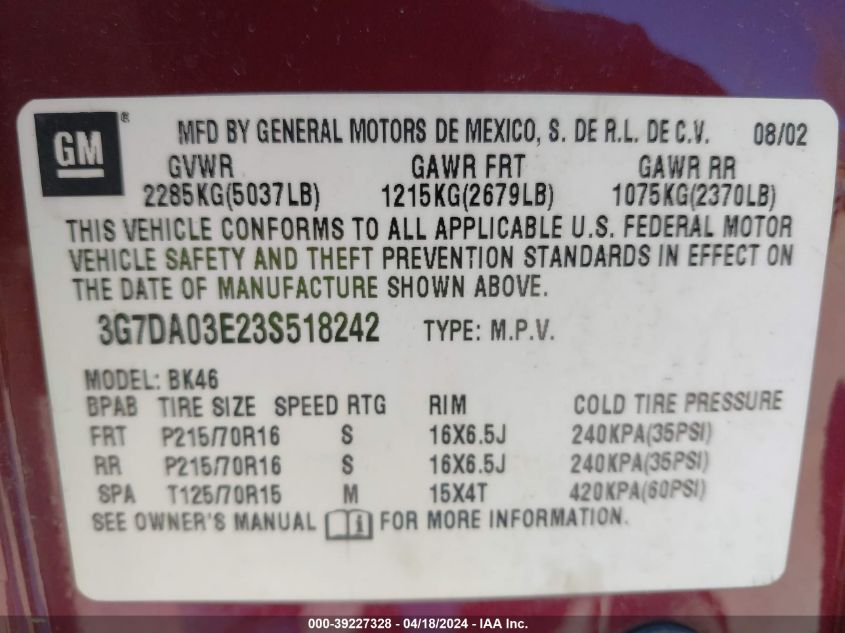 GM®
MFD BY GENERAL MOTORS DE MEXICO, S. DE R.L. DE C.V. 08/02
GVWR GAWR FRT GAWR RR
2285KG(5037LB) 1215KG(2679LB) 1075KG(2370LB)
THIS VEHICLE CONFORMS TO ALL APPLICABLE U.S. FEDERAL MOTOR
VEHICLE SAFETY AND THEFT PREVENTION STANDARDS IN EFFECT ON
THE DATE OF MANUFACTURE SHOWN ABOVE.
3G7DA03E23S518242 TYPE: M.P.V.
MODEL: BK46
BPAB TIRE SIZE SPEED RTG RIM COLD TIRE PRESSURE
FRT P215/70R16 S 16X6.5J 240KPA(35PSI)
RR P215/70R16 S 16X6.5J 240KPA(35PSI)
SPA T125/70R15 M 15X4T 420KPA(60PSI)
SEE OWNER'S MANUAL i FOR MORE INFORMATION.
000-39227328 - 04/18/2024 - IAA Inc.